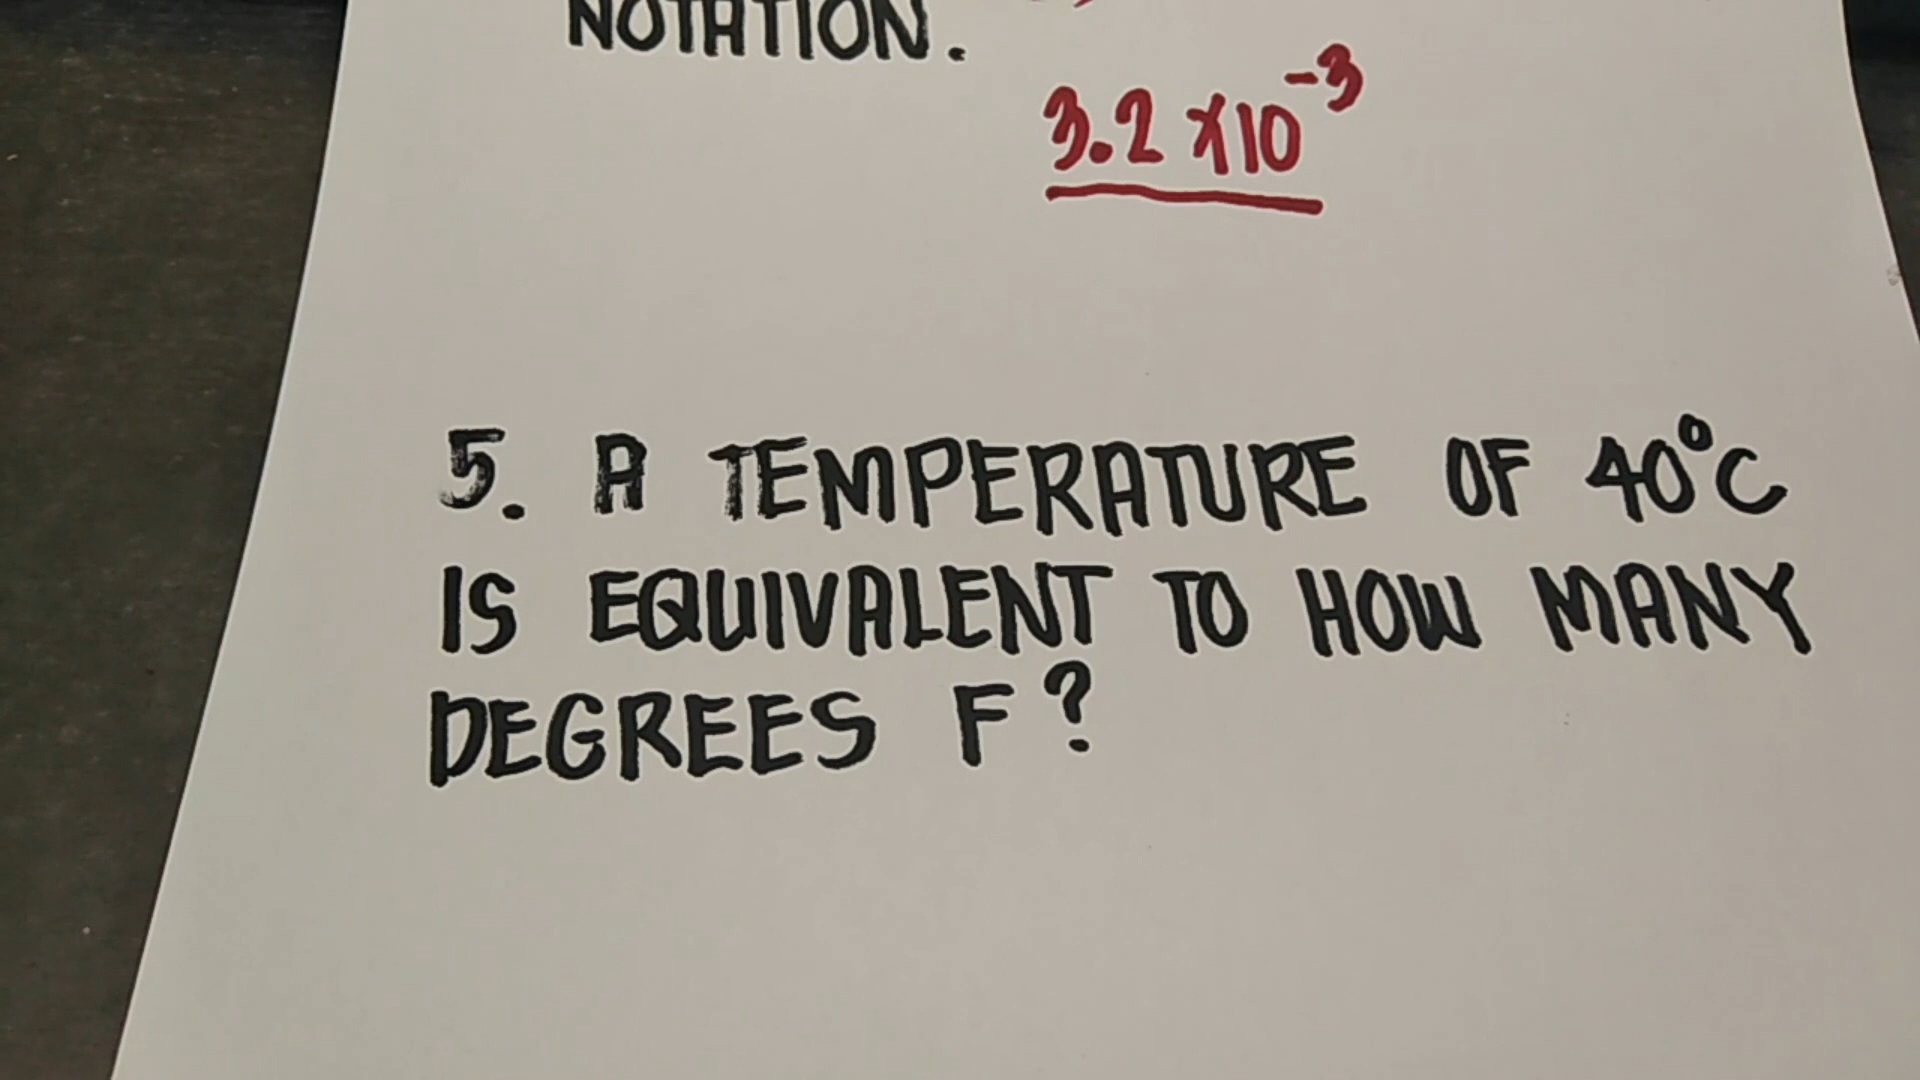 NOTATION.
3.2 x10⁻³
5. A TEMPERATURE OF 40°C
IS EQUIVALENT TO HOW MANY
DEGREES F?